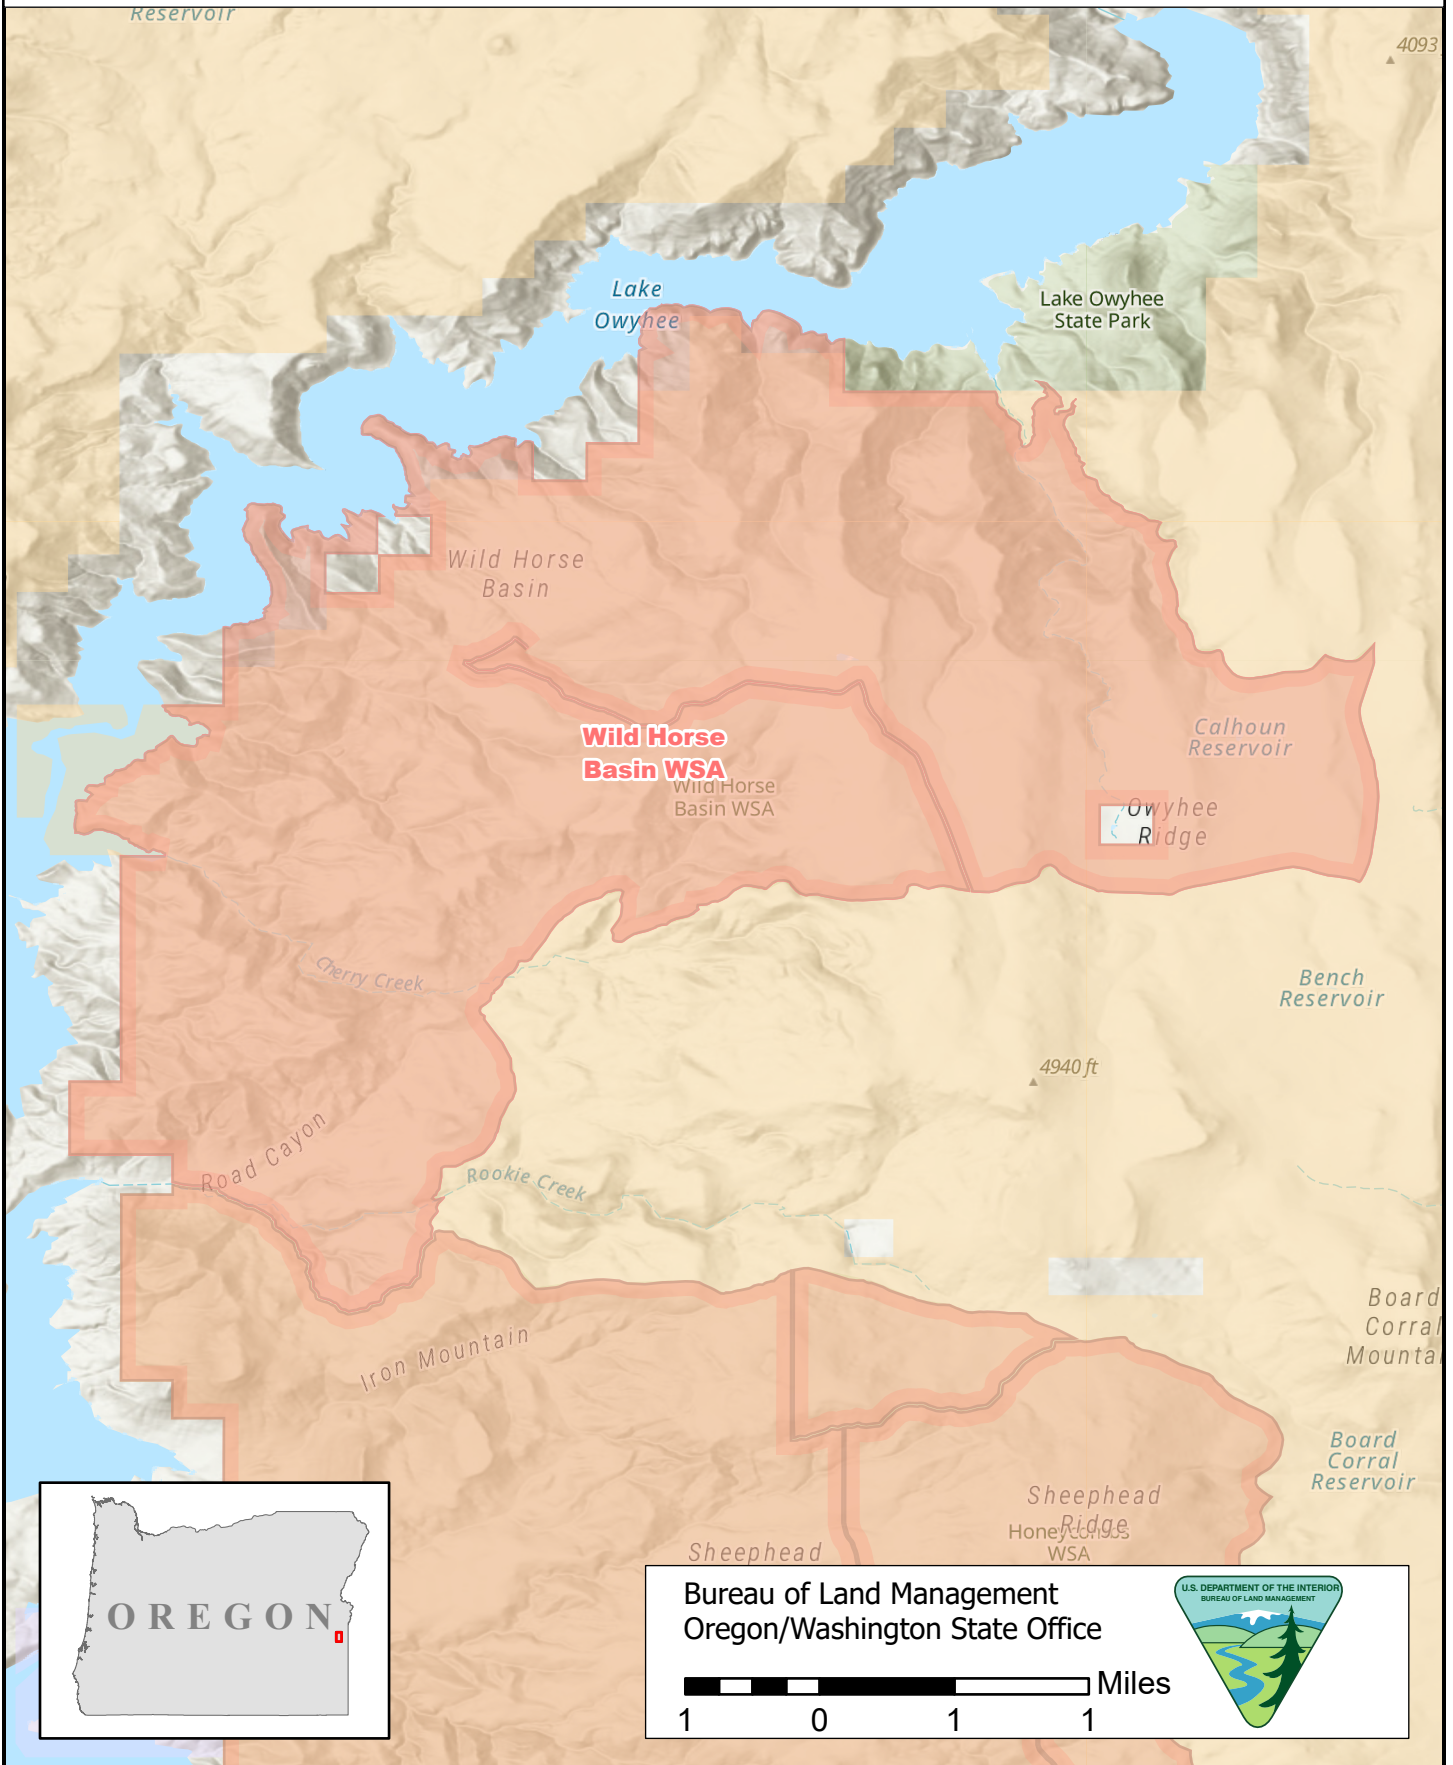 Reservoir
4093
Lake
Owyhee
Lake Owyhee
State Park
Wild Horse
Basin
Wild Horse
Basin WSA
Wild Horse
Basin WSA
Calhoun
Reservoir
Owyhee
Ridge
Cherry Creek
Bench
Reservoir
4940 ft
Road Cayon
Rookie Creek
Iron Mountain
Board
Corral
Board
Corral
Reservoir
Sheephead
Ridge
Honeycombs
WSA
Sheephead
OREGON
Bureau of Land Management
Oregon/Washington State Office
Miles
1 0 1 1
U.S. DEPARTMENT OF THE INTERIOR
BUREAU OF LAND MANAGEMENT